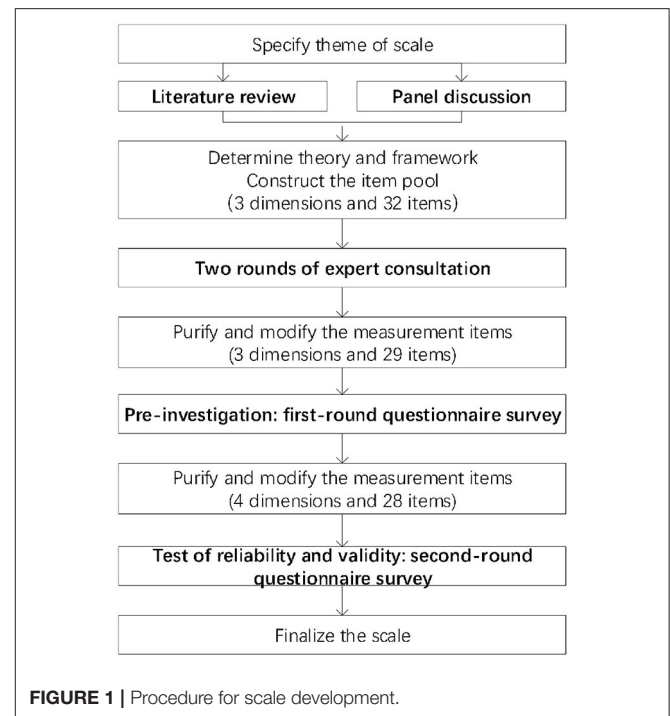 Specify theme of scale
Literature review
Panel discussion
Determine theory and framework
Construct the item pool
(3 dimensions and 32 items)
Two rounds of expert consultation
Purify and modify the measurement items
(3 dimensions and 29 items)
Pre-investigation: first-round questionnaire survey
Purify and modify the measurement items
(4 dimensions and 28 items)
Test of reliability and validity: second-round
questionnaire survey
Finalize the scale
FIGURE 1 | Procedure for scale development.